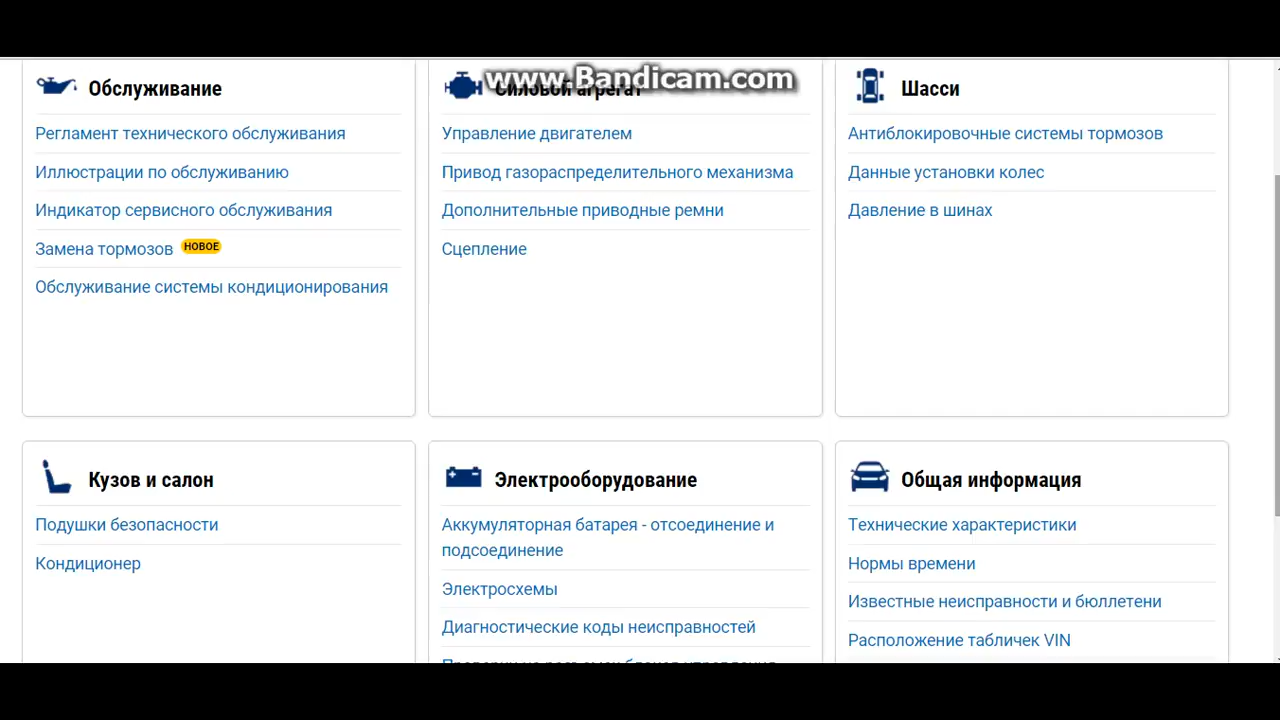 www.Bandicam.com
Обслуживание
Регламент технического обслуживания
Иллюстрации по обслуживанию
Индикатор сервисного обслуживания
Замена тормозов НОВОЕ
Обслуживание системы кондиционирования
Силовой агрегат
Управление двигателем
Привод газораспределительного механизма
Дополнительные приводные ремни
Сцепление
Шасси
Антиблокировочные системы тормозов
Данные установки колес
Давление в шинах
Кузов и салон
Подушки безопасности
Кондиционер
Электрооборудование
Аккумуляторная батарея - отсоединение и
подсоединение
Электросхемы
Диагностические коды неисправностей
Общая информация
Технические характеристики
Нормы времени
Известные неисправности и бюллетени
Расположение табличек VIN